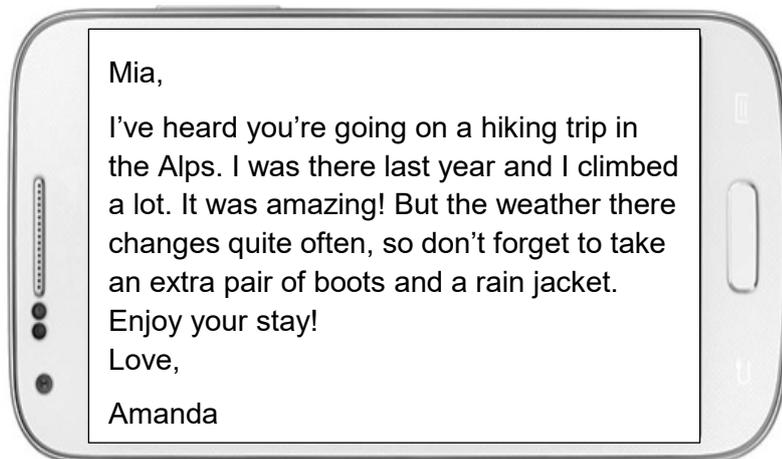 Mia,
I’ve heard you’re going on a hiking trip in
the Alps. I was there last year and I climbed
a lot. It was amazing! But the weather there
changes quite often, so don’t forget to take
an extra pair of boots and a rain jacket.
Enjoy your stay!
Love,
Amanda